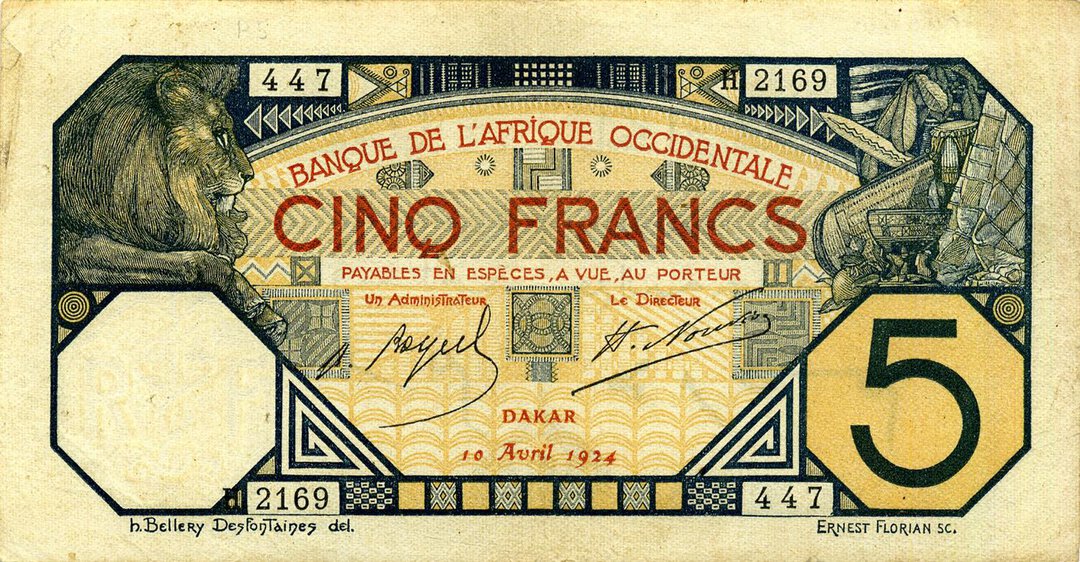 447
H 2169
BANQUE DE L'AFRIQUE OCCIDENTALE
CINQ FRANCS
PAYABLES EN ESPÈCES, A VUE, AU PORTEUR
Un Administrateur
Le Directeur
DAKAR
10 Avril 1924
5
H 2169
447
h. Bellery Desfontaines del.
ERNEST FLORIAN SC.